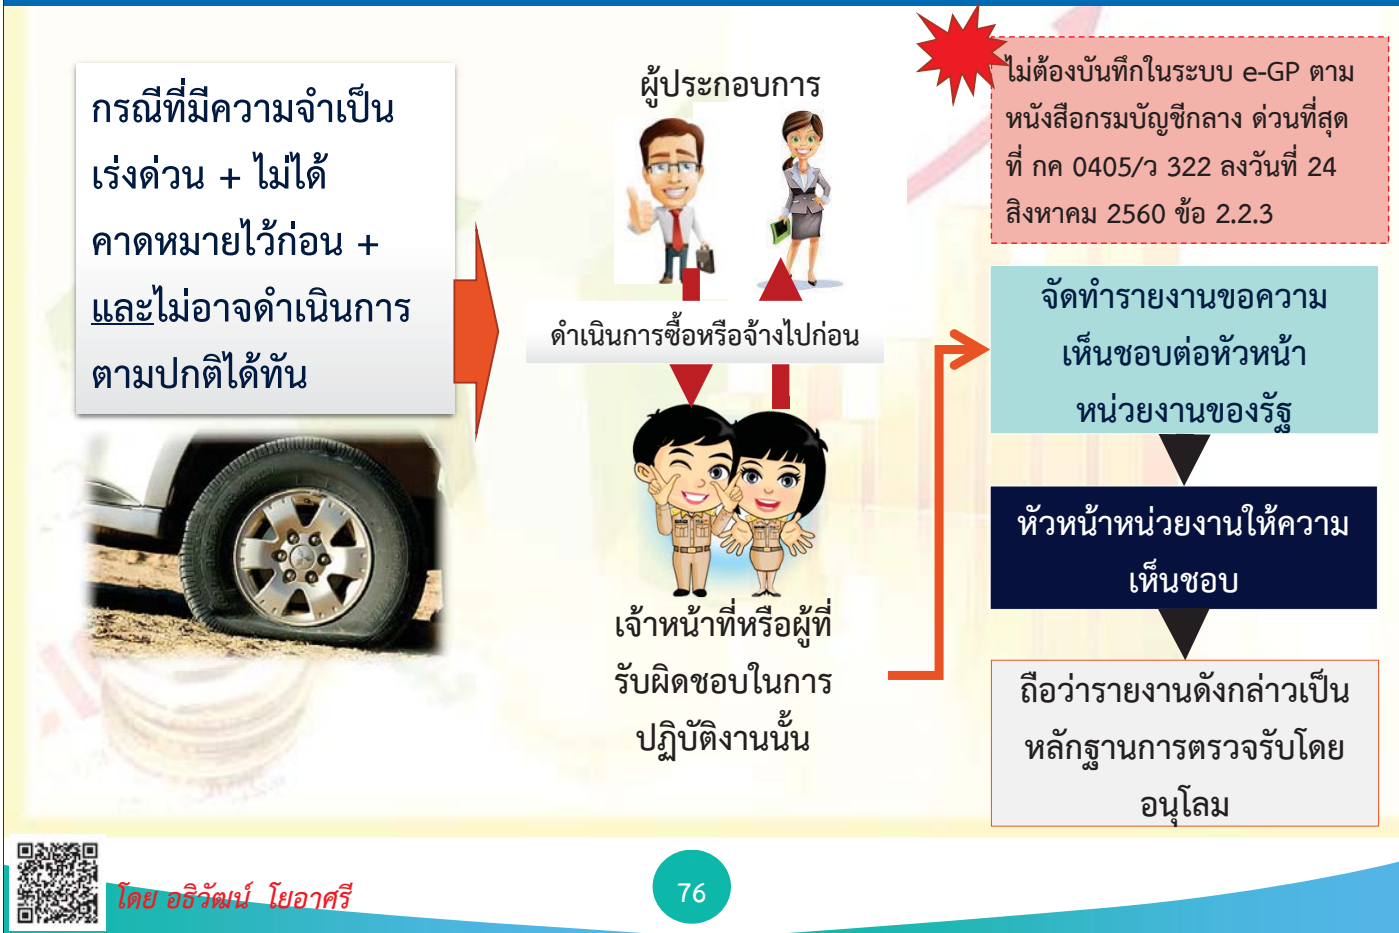 กรณีที่มีความจำเป็น
เร่งด่วน + ไม่ได้
คาดหมายไว้ก่อน +
และไม่อาจดำเนินการ
ตามปกติได้ทัน
ผู้ประกอบการ
ดำเนินการซื้อหรือจ้างไปก่อน
เจ้าหน้าที่หรือผู้ที่
รับผิดชอบในการ
ปฏิบัติงานนั้น
ไม่ต้องบันทึกในระบบ e-GP ตาม
หนังสือกรมบัญชีกลาง ด่วนที่สุด
ที่ กค 0405/ว 322 ลงวันที่ 24
สิงหาคม 2560 ข้อ 2.2.3
จัดทำรายงานขอความ
เห็นชอบต่อหัวหน้า
หน่วยงานของรัฐ
หัวหน้าหน่วยงานให้ความ
เห็นชอบ
ถือว่ารายงานดังกล่าวเป็น
หลักฐานการตรวจรับโดย
อนุโลม
โดย อธิวัฒน์ โยอาศรี
76